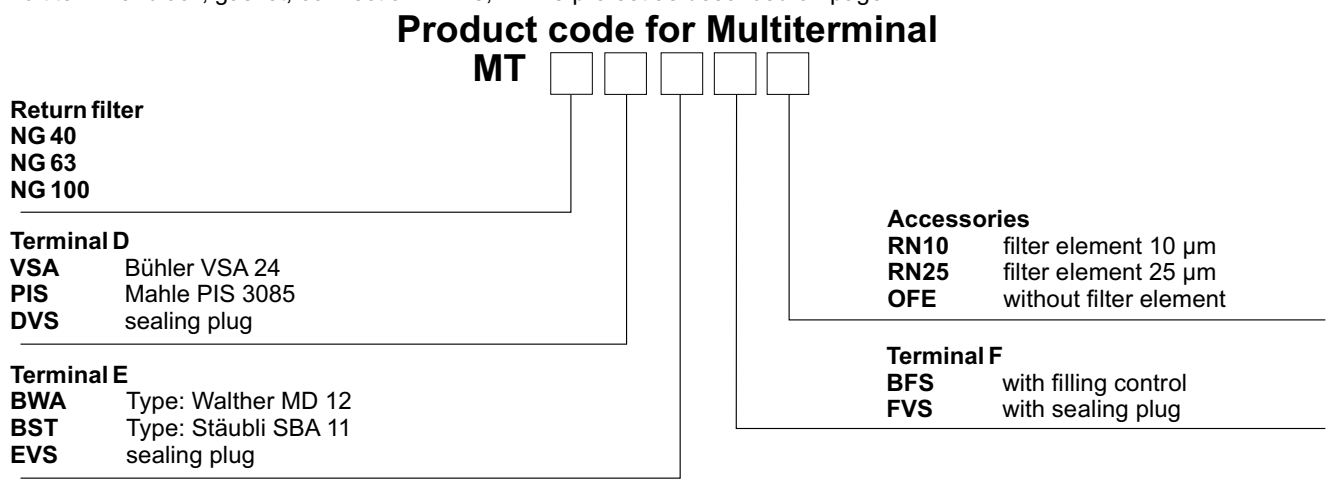 Product code for Multiterminal
MT
Return filter
NG 40
NG 63
NG 100
Terminal D
VSA Bühler VSA 24
PIS Mahle PIS 3085
DVS sealing plug
Terminal E
BWA Type: Walther MD 12
BST Type: Stäubli SBA 11
EVS sealing plug
Accessories
RN10 filter element 10 µm
RN25 filter element 25 µm
OFE without filter element
Terminal F
BFS with filling control
FVS with sealing plug